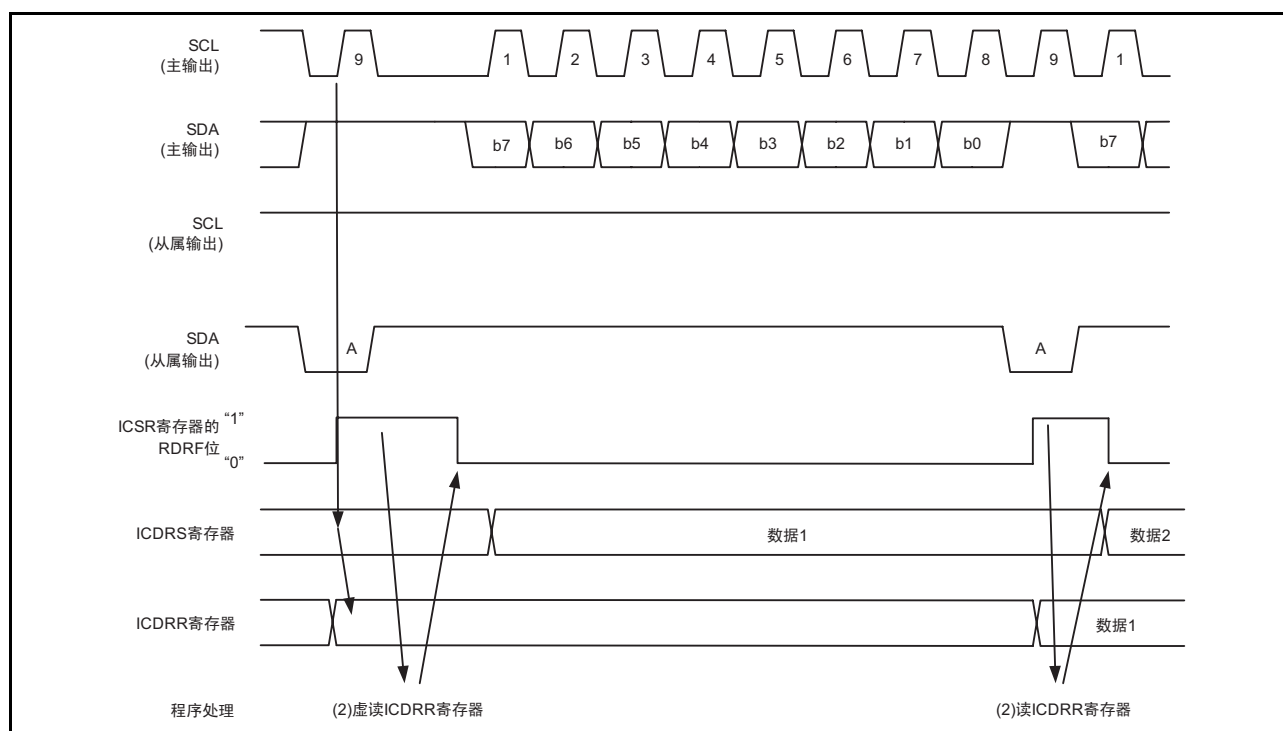 SCL
(主输出)
9 1 2 3 4 5 6 7 8 9 1
SDA
(主输出)
b7 b6 b5 b4 b3 b2 b1 b0 b7
SCL
(从属输出)
SDA
(从属输出)
A A
ICSR寄存器的 “1”
RDRF位
“0”
ICDRS寄存器 数据1 数据2
ICDRR寄存器 数据1
程序处理 (2)虚读ICDRR寄存器 (2)读ICDRR寄存器